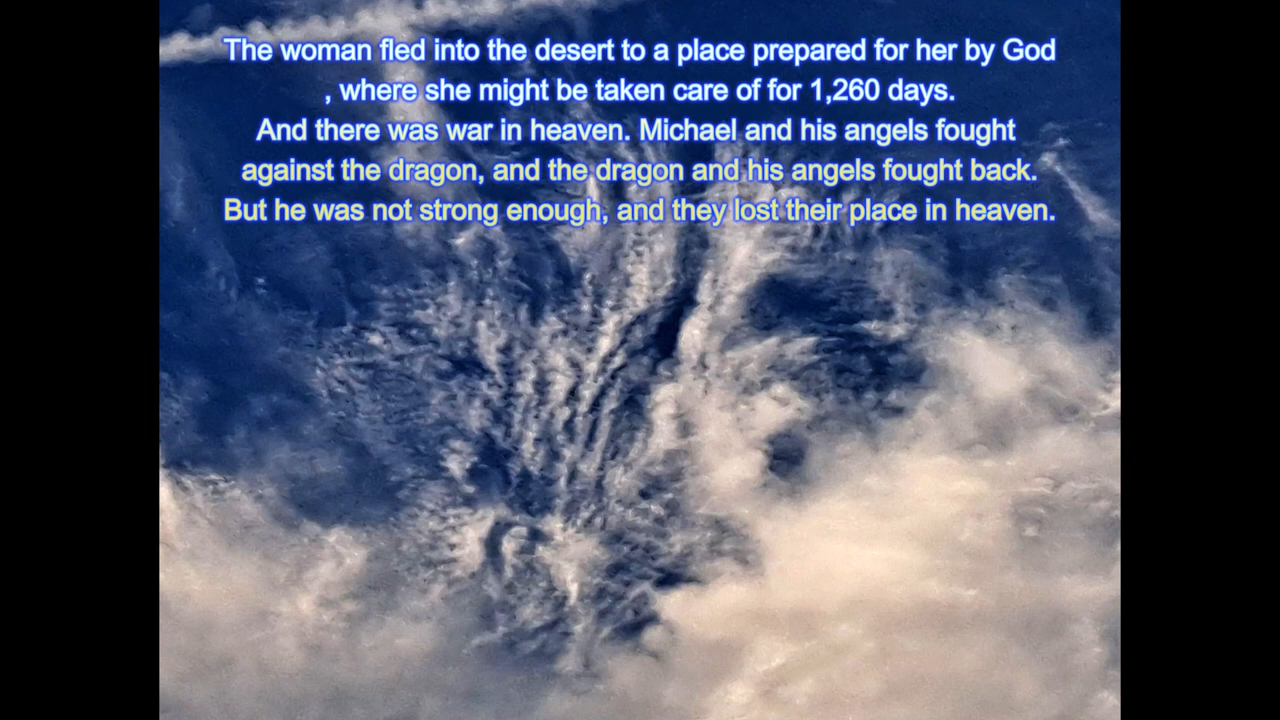 The woman fled into the desert to a place prepared for her by God
, where she might be taken care of for 1,260 days.
And there was war in heaven. Michael and his angels fought
against the dragon, and the dragon and his angels fought back.
But he was not strong enough, and they lost their place in heaven.